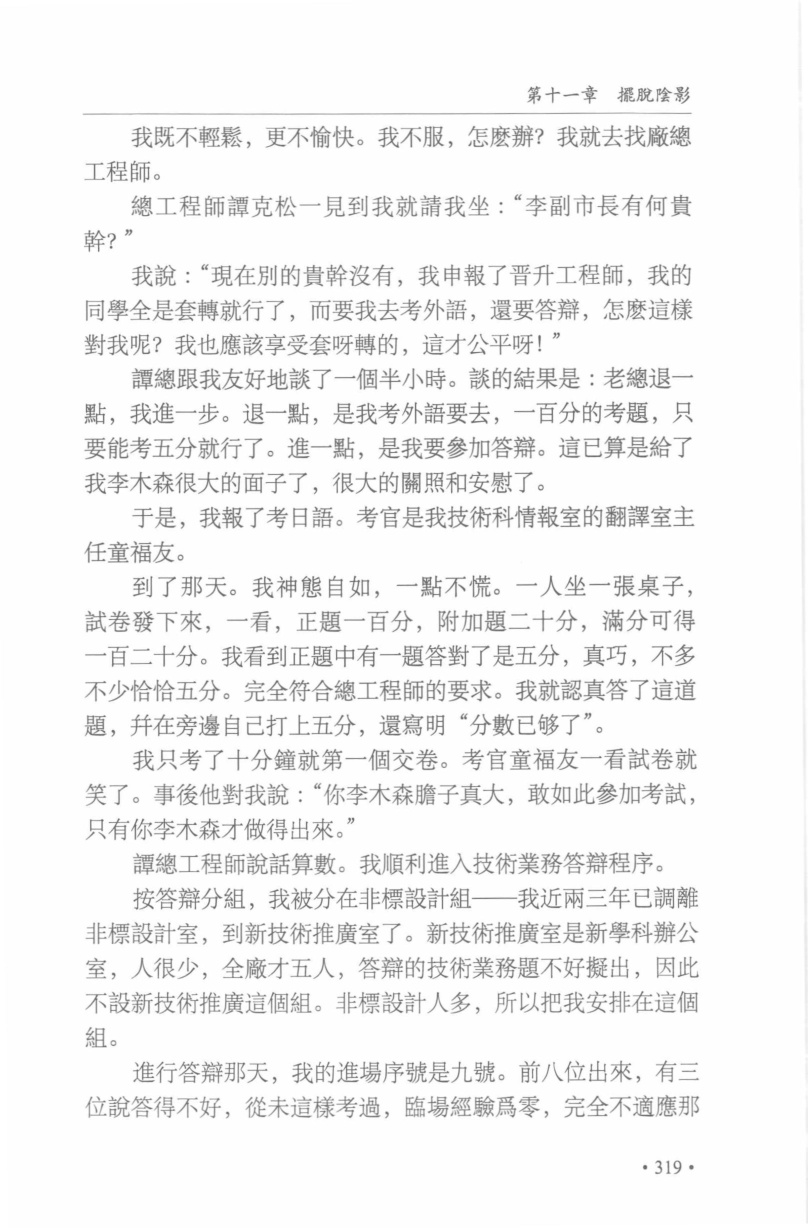 第十一章　擺脫陰影
我既不輕鬆，更不愉快。我不服，怎麽辦？我就去找廠總
工程師。
總工程師譚克松一見到我就請我坐：“李副市長有何貴
幹？”
我說：“現在別的貴幹沒有，我申報了晋升工程師，我的
同學全是套轉就行了，而要我去考外語，還要答辯，怎麽這樣
對我呢？我也應該享受套呀轉的，這才公平呀！”
譚總跟我友好地談了一個半小時。談的結果是：老總退一
點，我進一步。退一點，是我考外語要去，一百分的考題，只
要能考五分就行了。進一點，是我要參加答辯。這已算是給了
我李木森很大的面子了，很大的關照和安慰了。
于是，我報了考日語。考官是我技術科情報室的翻譯室主
任童福友。
到了那天。我神態自如，一點不慌。一人坐一張桌子，
試卷發下來，一看，正題一百分，附加題二十分，滿分可得
一百二十分。我看到正題中有一題答對了是五分，真巧，不多
不少恰恰五分。完全符合總工程師的要求。我就認真答了這道
題，幷在旁邊自己打上五分，還寫明“分數已够了”。
我只考了十分鐘就第一個交卷。考官童福友一看試卷就
笑了。事後他對我說：“你李木森膽子真大，敢如此參加考試，
只有你李木森才做得出來。”
譚總工程師說話算數。我順利進入技術業務答辯程序。
按答辯分組，我被分在非標設計組——我近兩三年已調離
非標設計室，到新技術推廣室了。新技術推廣室是新學科辦公
室，人很少，全廠才五人，答辯的技術業務題不好擬出，因此
不設新技術推廣這個組。非標設計人多，所以把我安排在這個
組。
進行答辯那天，我的進場序號是九號。前八位出來，有三
位說答得不好，從未這樣考過，臨場經驗爲零，完全不適應那
·319·